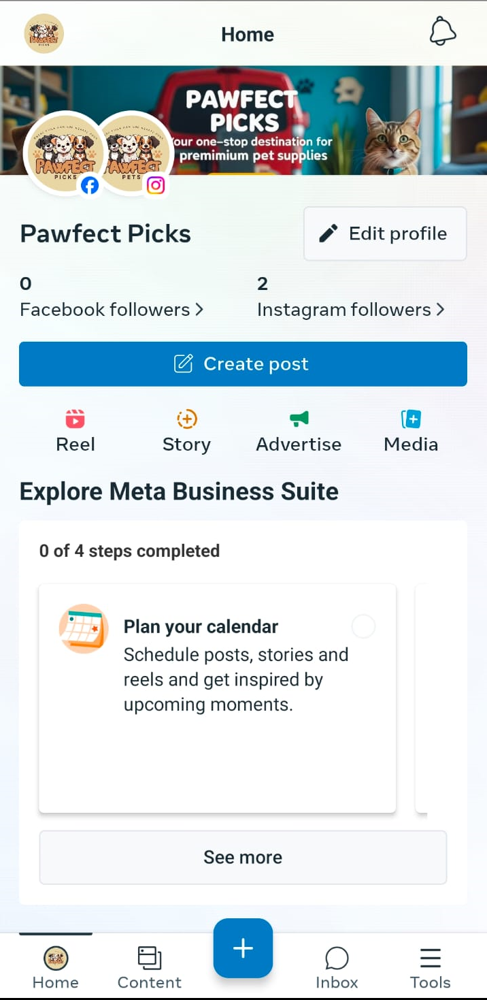 Home
PAWFECT
PICKS
our one-stop destination for
premimium pet supplies
PAWFECT
PICKS
PAWFECT
PETS
Pawfect Picks
Edit profile
0
2
Facebook followers
Instagram followers
Create post
Reel
Story
Advertise
Media
Explore Meta Business Suite
0 of 4 steps completed
Plan your calendar
Schedule posts, stories and
reels and get inspired by
upcoming moments.
See more
Home
Content
Inbox
Tools